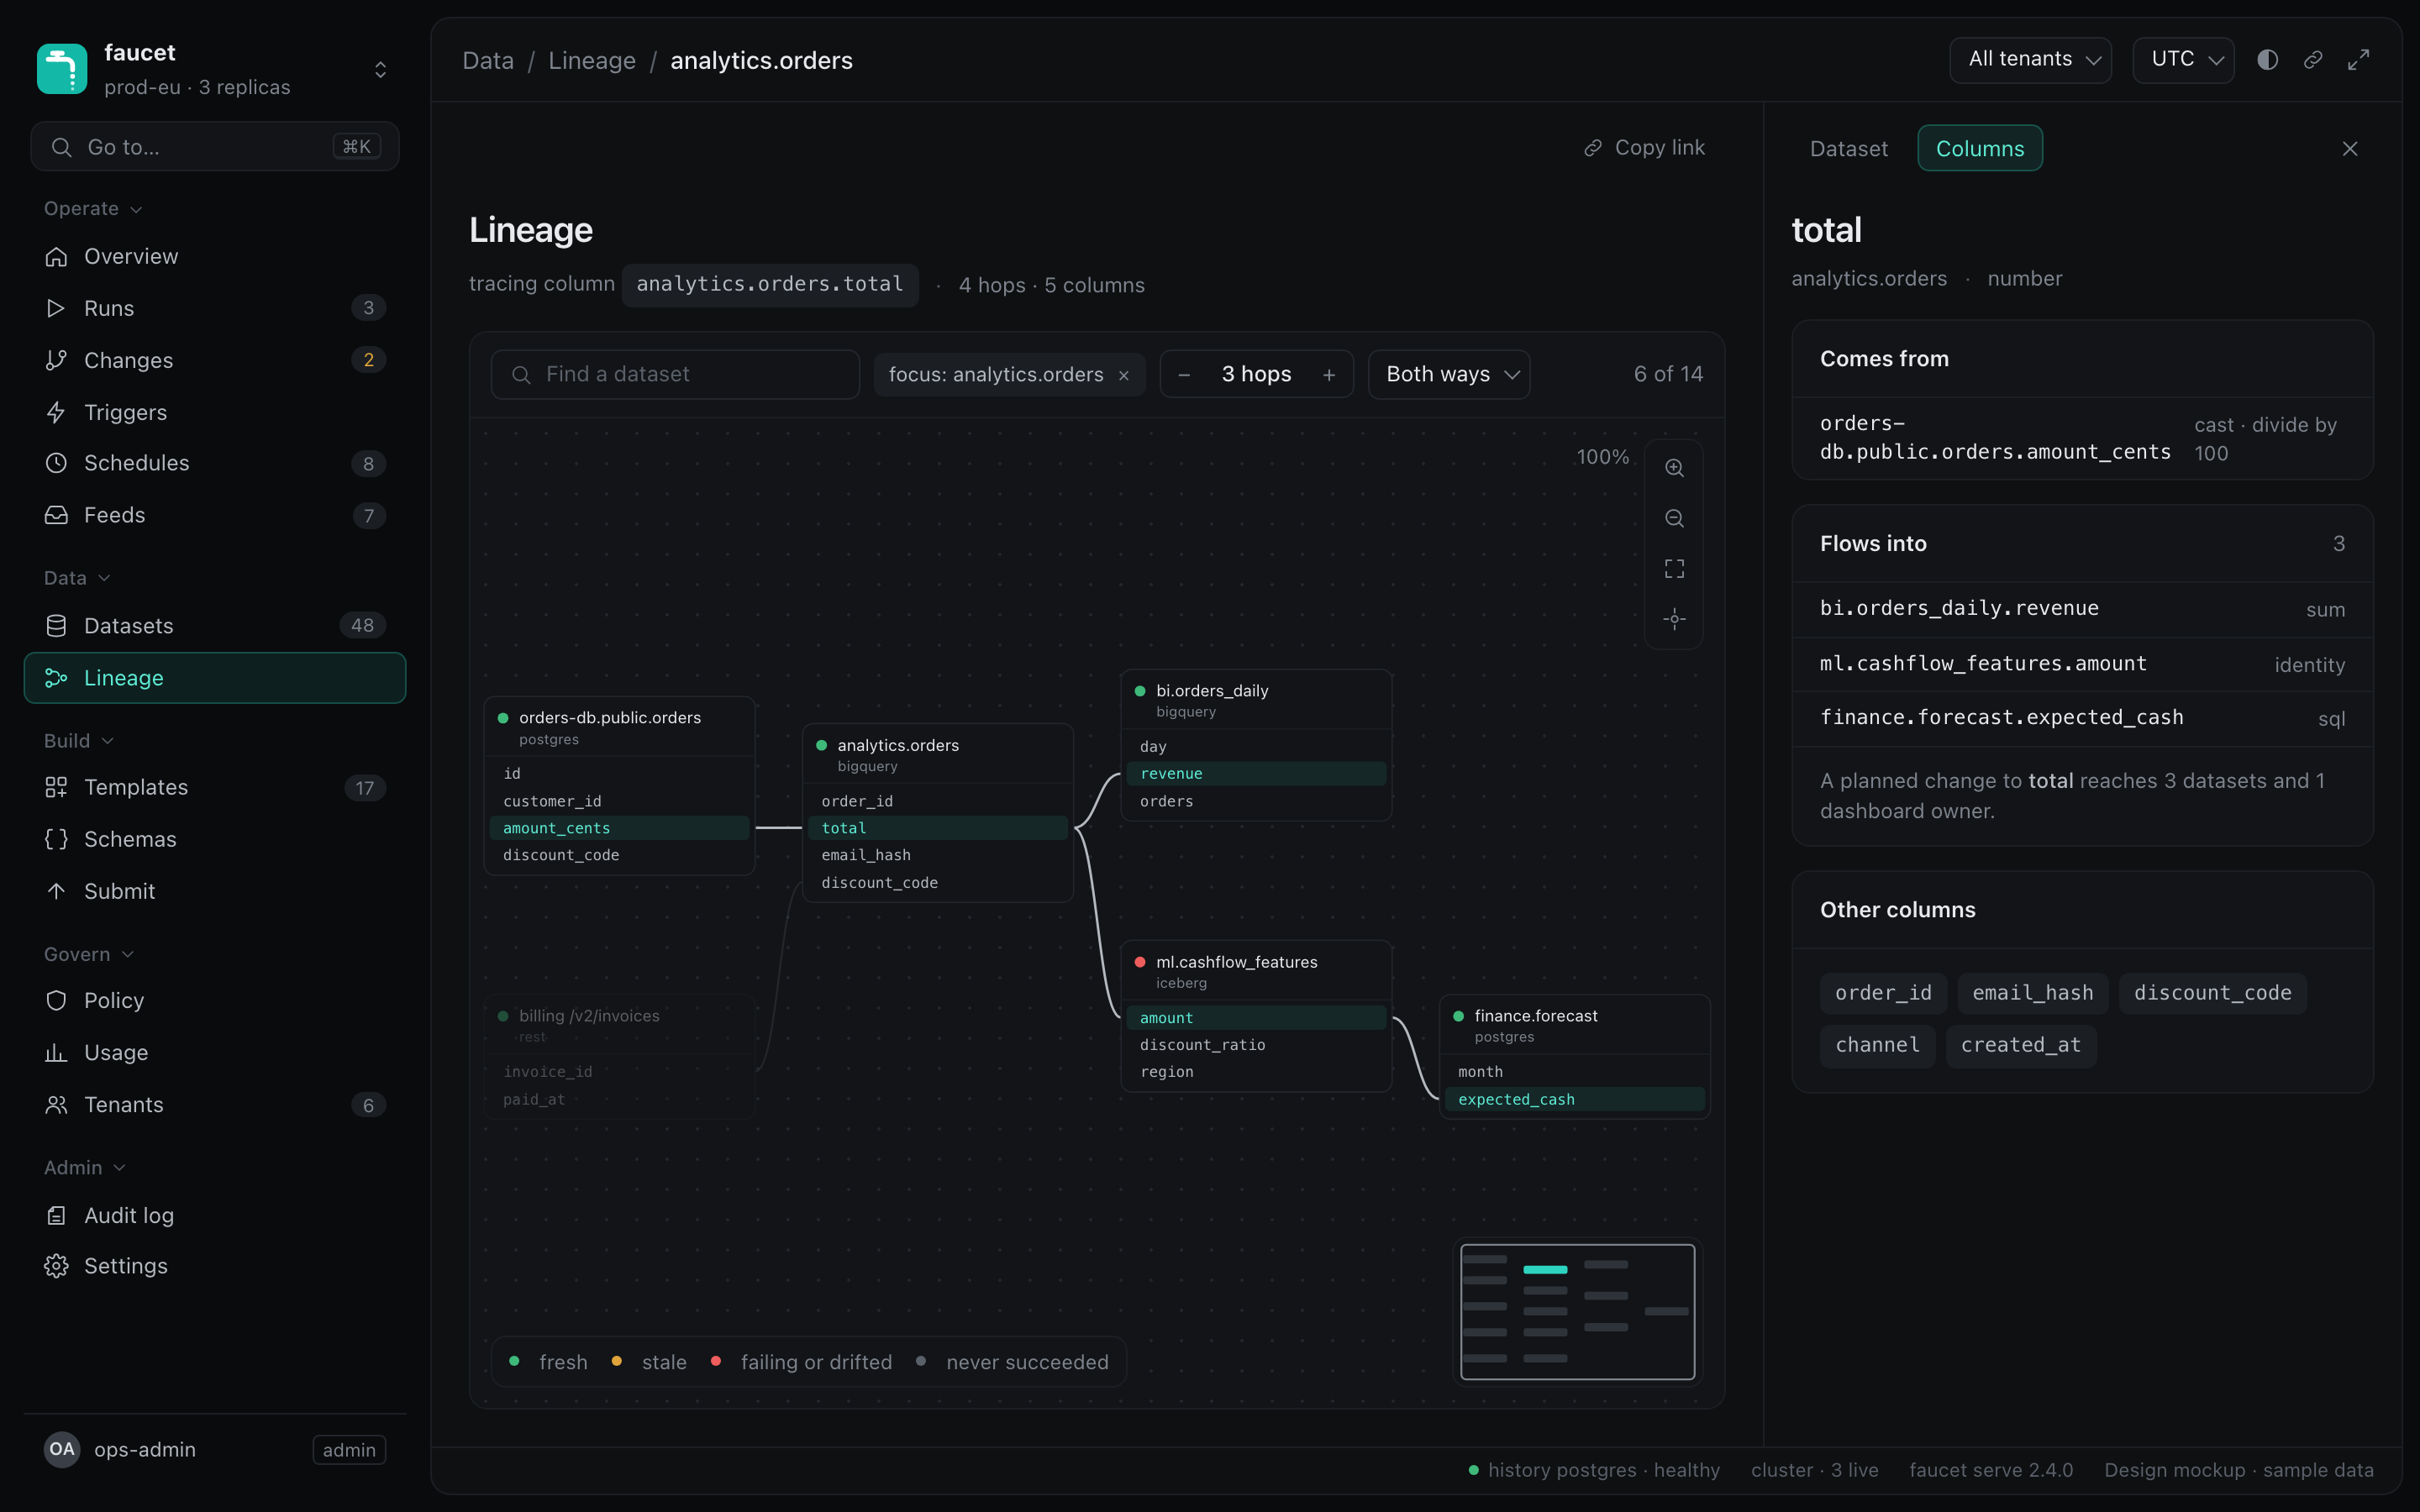 faucet
prod-eu · 3 replicas
Go to...
⌘K
Operate
Overview
Runs
3
Changes
2
Triggers
Schedules
8
Feeds
7
Data
Datasets
48
Lineage
Build
Templates
17
Schemas
Submit
Govern
Policy
Usage
Tenants
6
Admin
Audit log
Settings
OA
ops-admin
admin
Data / Lineage / analytics.orders
All tenants
UTC
Copy link
Lineage
tracing column analytics.orders.total · 4 hops · 5 columns
Find a dataset
focus: analytics.orders ×
− 3 hops +
Both ways
6 of 14
100%
orders-db.public.orders
postgres
id
customer_id
amount_cents
discount_code
analytics.orders
bigquery
order_id
total
email_hash
discount_code
bi.orders_daily
bigquery
day
revenue
orders
billing /v2/invoices
rest
invoice_id
paid_at
ml.cashflow_features
iceberg
amount
discount_ratio
region
finance.forecast
postgres
month
expected_cash
fresh
stale
failing or drifted
never succeeded
Dataset
Columns
total
analytics.orders · number
Comes from
orders-
db.public.orders.amount_cents
cast · divide by
100
Flows into
3
bi.orders_daily.revenue
sum
ml.cashflow_features.amount
identity
finance.forecast.expected_cash
sql
A planned change to total reaches 3 datasets and 1
dashboard owner.
Other columns
order_id
email_hash
discount_code
channel
created_at
history postgres · healthy
cluster · 3 live
faucet serve 2.4.0
Design mockup · sample data